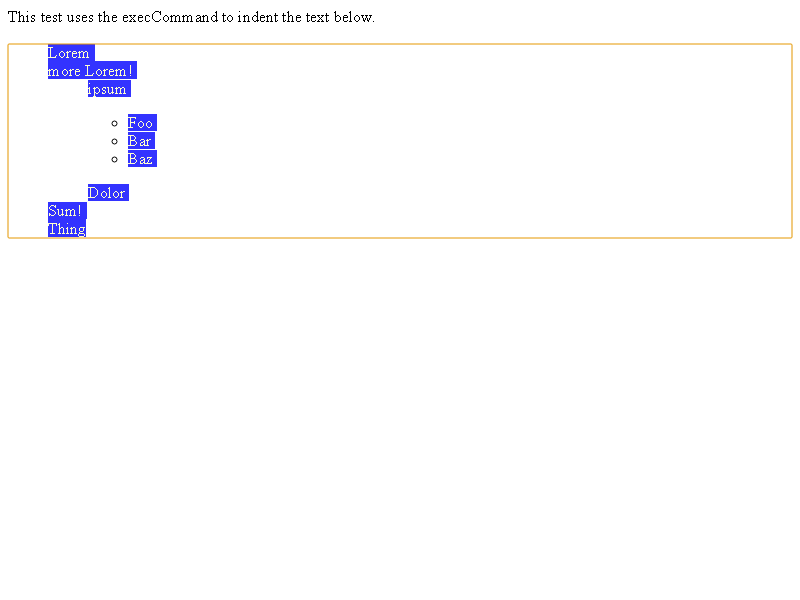 This test uses the execCommand to indent the text below.
Lorem
more Lorem!
ipsum
Foo
Bar
Baz
Dolor
Sum!
Thing